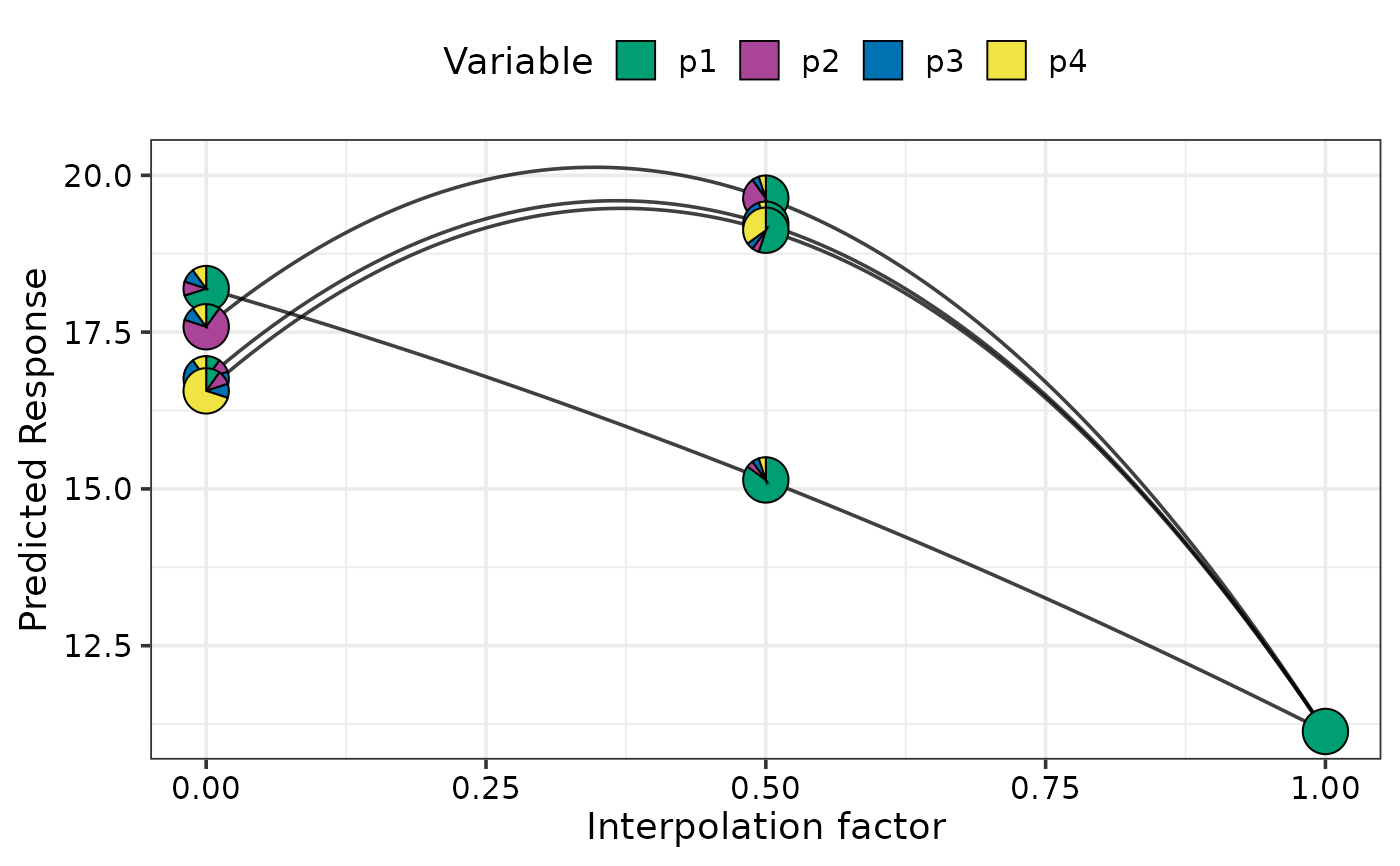 Variable p1 p2 p3 p4
Predicted Response
20.0
17.5
15.0
12.5
0.00 0.25 0.50 0.75 1.00
Interpolation factor